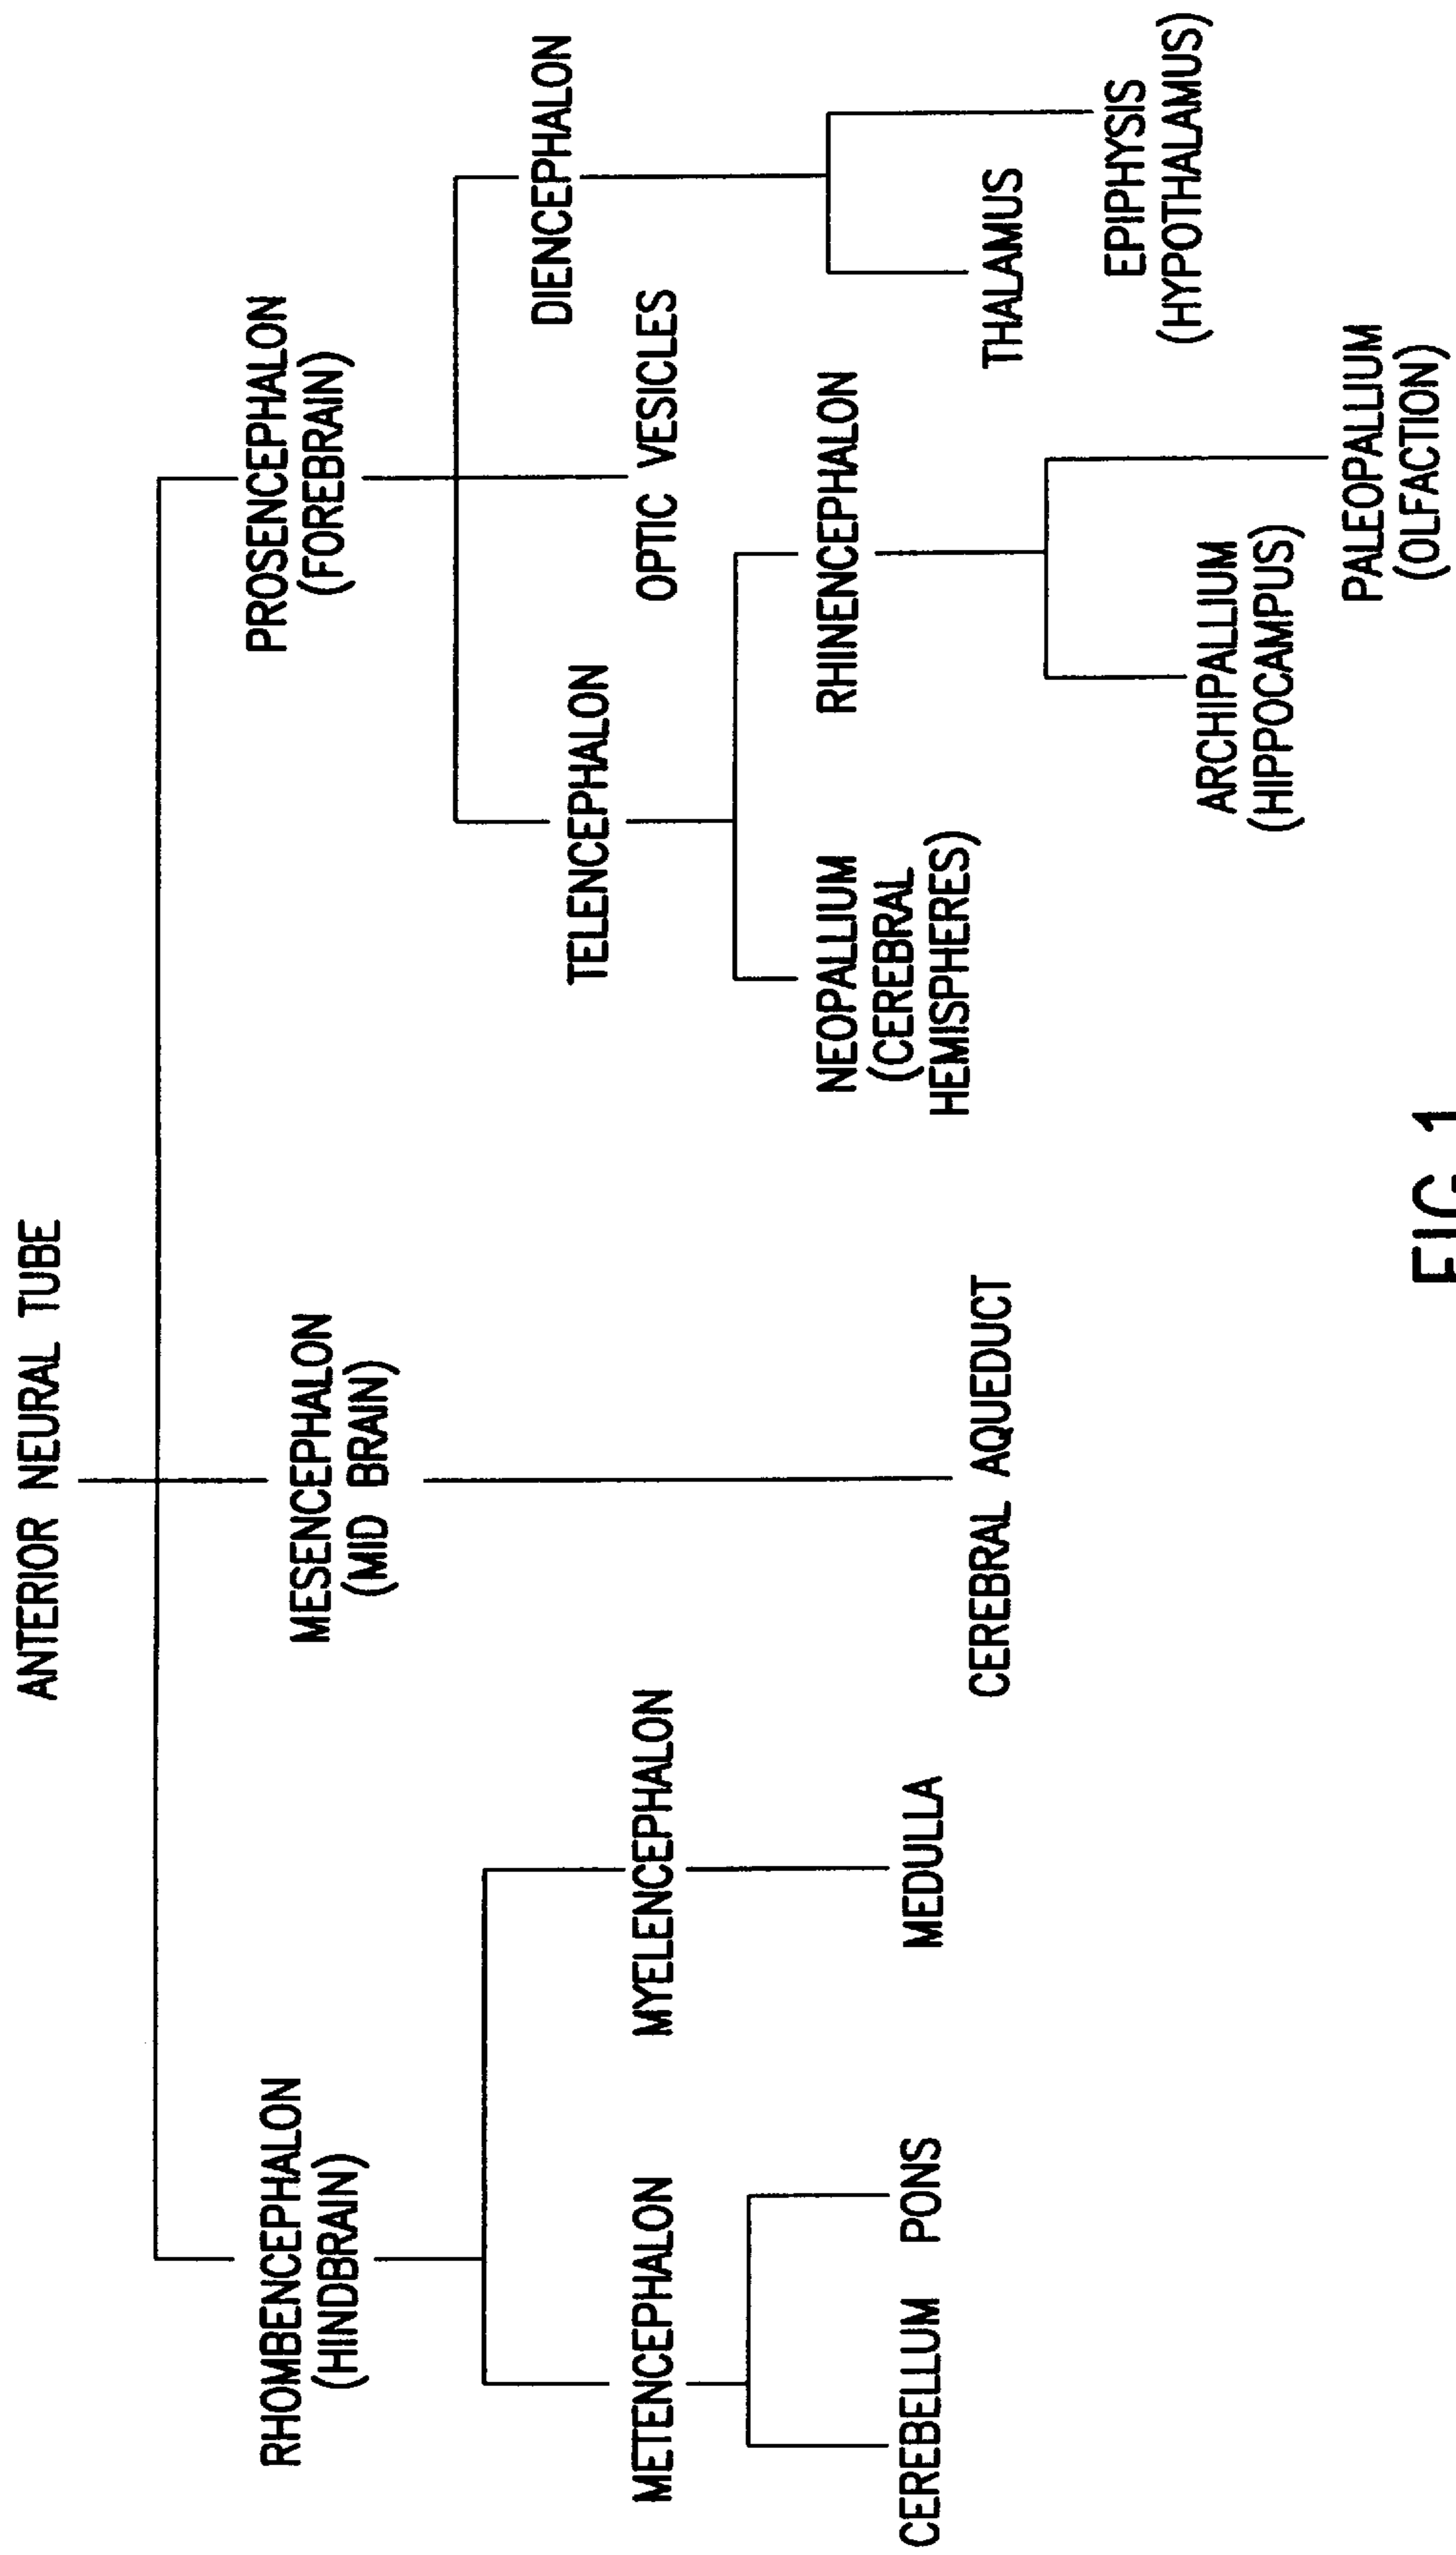 ANTERIOR NEURAL TUBE
RHOMBENCEPHALON
(HINDBRAIN)
MESENCEPHALON
(MID BRAIN)
PROSENCEPHALON
(FOREBRAIN)
METENCEPHALON
MYELENCEPHALON
TELENCEPHALON
OPTIC VESICLES
DIENCEPHALON
CEREBELLUM
PONS
MEDULLA
CEREBRAL AQUEDUCT
NEOPALLIUM
(CEREBRAL
HEMISPHERES)
RHINENCEPHALON
THALAMUS
EPIPHYSIS
(HYPOTHALAMUS)
ARCHIPALLIUM
(HIPPOCAMPUS)
PALEOPALLIUM
(OLFACTION)
FIG. 1